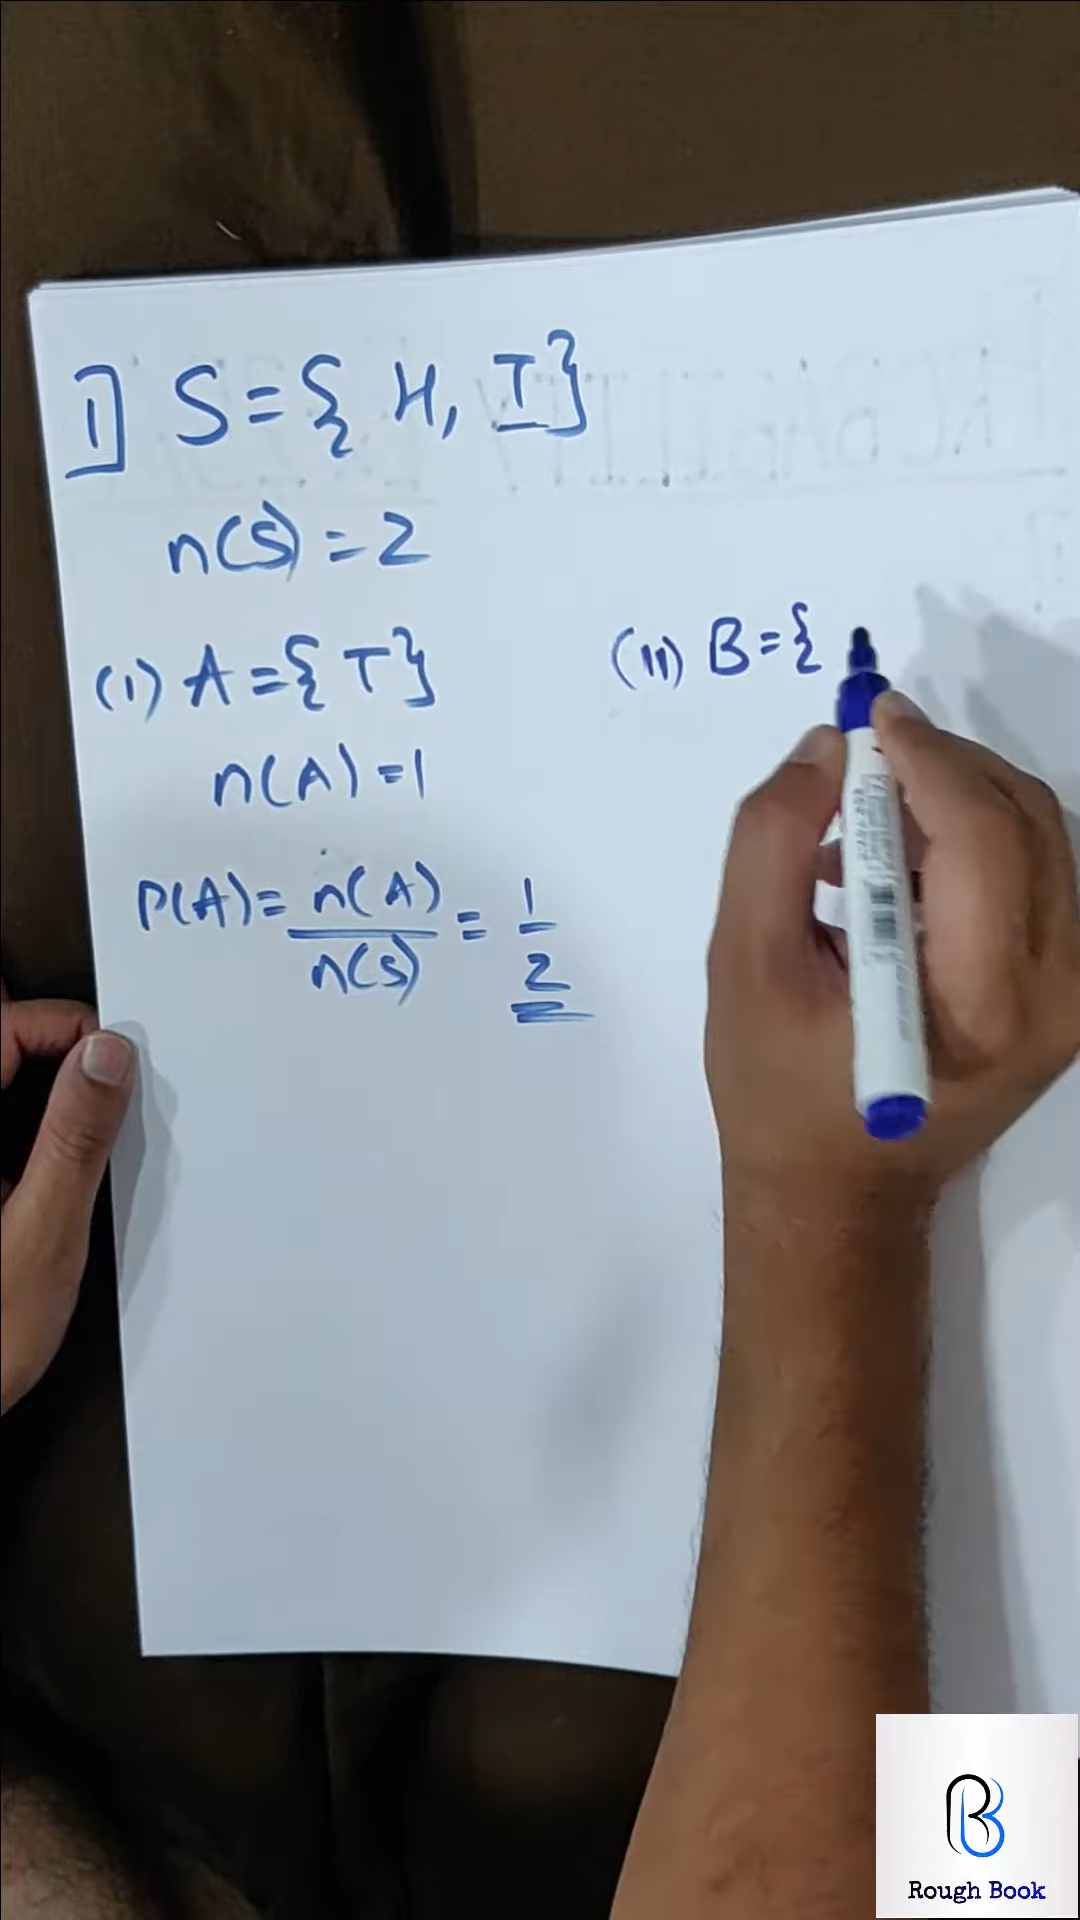 1] S = { H, T }
n(S) = 2
(i) A = { T }
n(A) = 1
P(A) = n(A) / n(S) = 1 / 2
(ii) B = {
Rough Book